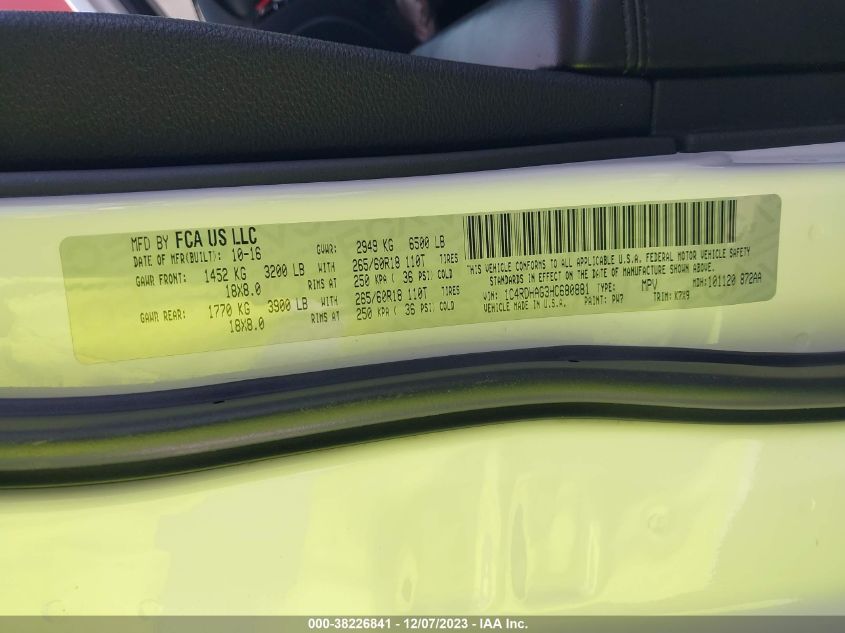 MFD BY FCA US LLC
DATE OF MFR(BUILT): 10-16 GVWR: 2949 KG 6500 LB
GAWR FRONT: 1452 KG 3200 LB WITH 265/60R18 110T TIRES
18X8.0 RIMS AT 250 KPA ( 36 PSI) COLD
GAWR REAR: 1770 KG 3900 LB WITH 265/60R18 110T TIRES
18X8.0 RIMS AT 250 KPA ( 36 PSI) COLD
THIS VEHICLE CONFORMS TO ALL APPLICABLE U.S.A. FEDERAL MOTOR VEHICLE SAFETY
STANDARDS IN EFFECT ON THE DATE OF MANUFACTURE SHOWN ABOVE.
VIN: 1C4RDHAG3HC680881 TYPE: MPV MDH:101120 872AA
VEHICLE MADE IN U.S.A. PAINT: PW7 TRIM: K7X9
000-38226841 - 12/07/2023 - IAA Inc.